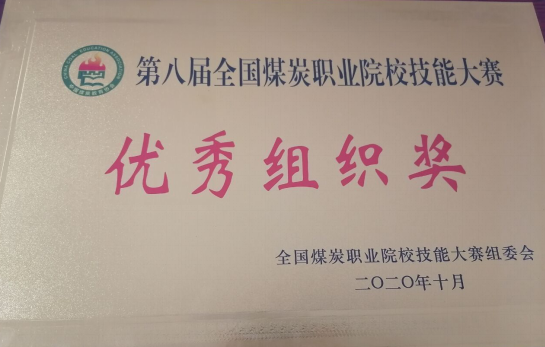 第八届全国煤炭职业院校技能大赛
优秀组织奖
全国煤炭职业院校技能大赛组委会
二〇二〇年十月